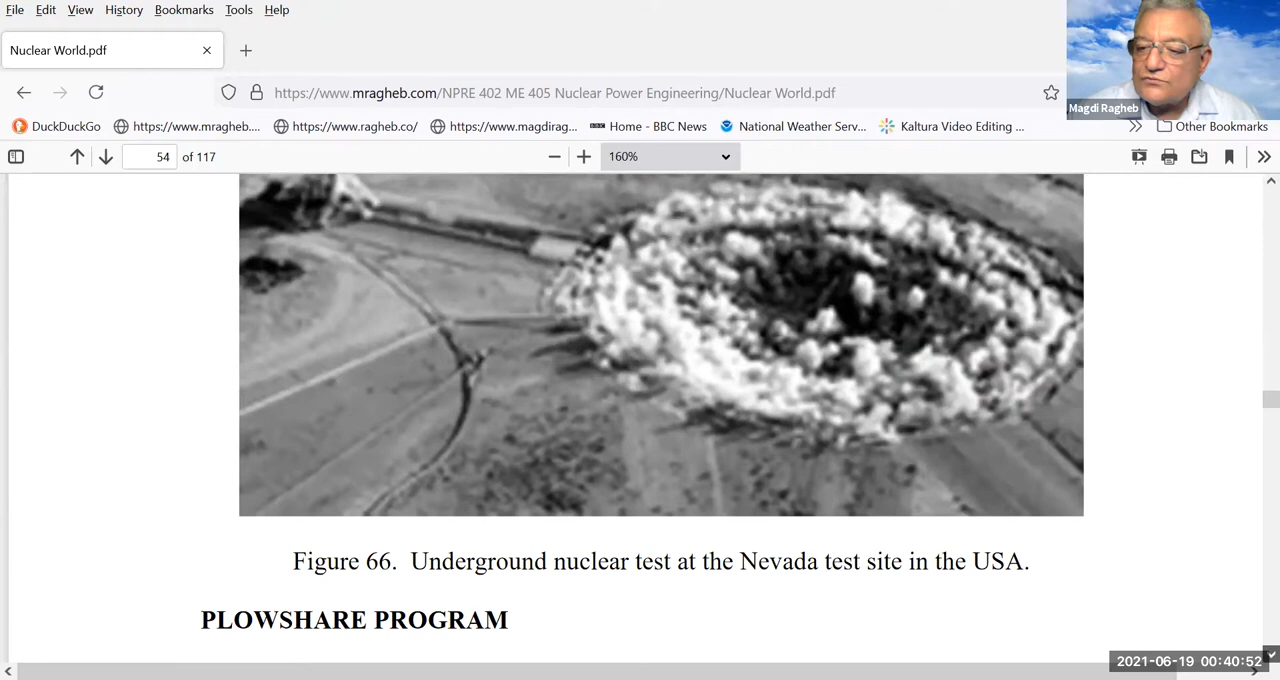 File Edit View History Bookmarks Tools Help
Nuclear World.pdf
https://www.mragheb.com/NPRE 402 ME 405 Nuclear Power Engineering/Nuclear World.pdf
Magdi Ragheb
DuckDuckGo https://www.mragheb.... https://www.ragheb.co/ https://www.magdirag... BBC Home - BBC News National Weather Serv... Kaltura Video Editing ... Other Bookmarks
54 of 117 160%
Figure 66. Underground nuclear test at the Nevada test site in the USA.
PLOWSHARE PROGRAM
2021-06-19 00:40:52